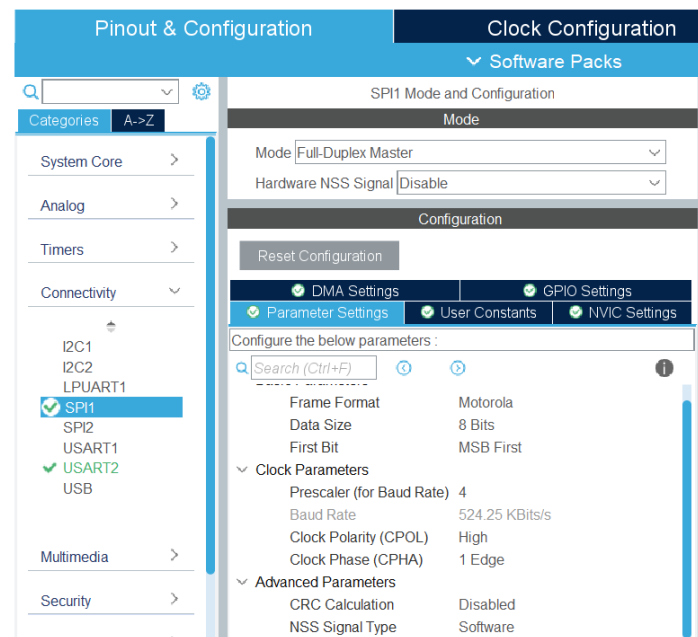 Pinout & Configuration
Clock Configuration
Software Packs
Categories
A->Z
System Core
Analog
Timers
Connectivity
I2C1
I2C2
LPUART1
SPI1
SPI2
USART1
USART2
USB
Multimedia
Security
SPI1 Mode and Configuration
Mode
Mode Full-Duplex Master
Hardware NSS Signal Disable
Configuration
Reset Configuration
DMA Settings
GPIO Settings
Parameter Settings
User Constants
NVIC Settings
Configure the below parameters :
Search (Ctrl+F)
Frame Format Motorola
Data Size 8 Bits
First Bit MSB First
Clock Parameters
Prescaler (for Baud Rate) 4
Baud Rate 524.25 KBits/s
Clock Polarity (CPOL) High
Clock Phase (CPHA) 1 Edge
Advanced Parameters
CRC Calculation Disabled
NSS Signal Type Software